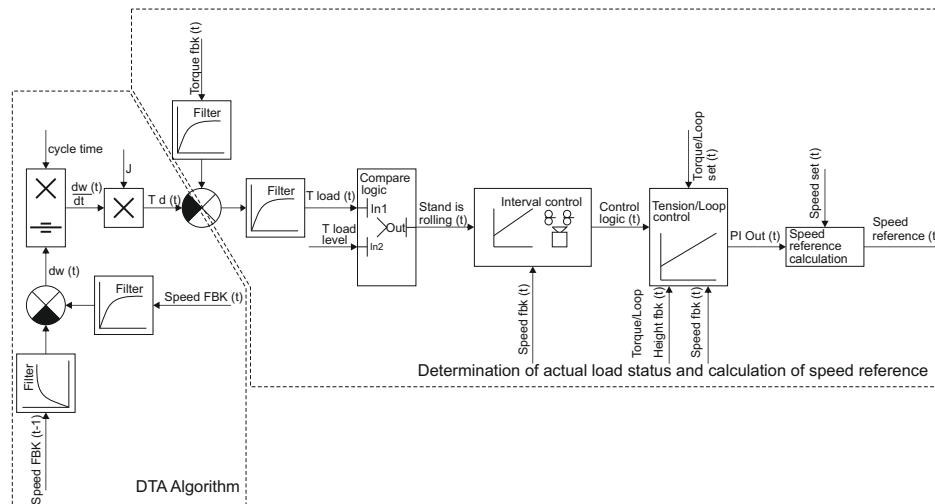 Torque fbk (t)
Filter
cycle time
J
dw (t)
dt
T d (t)
Filter
T load (t)
T load
level
Compare
logic
In1
Out
In2
Stand is
rolling (t)
Interval control
Speed fbk (t)
Control
logic (t)
Torque/Loop
set (t)
Tension/Loop
control
Torque/Loop
Height fbk (t)
Speed fbk (t)
PI Out (t)
Speed set (t)
Speed
reference
calculation
Speed
reference (t)
dw (t)
Filter
Speed FBK (t)
Filter
Speed FBK (t-1)
DTA Algorithm
Determination of actual load status and calculation of speed reference